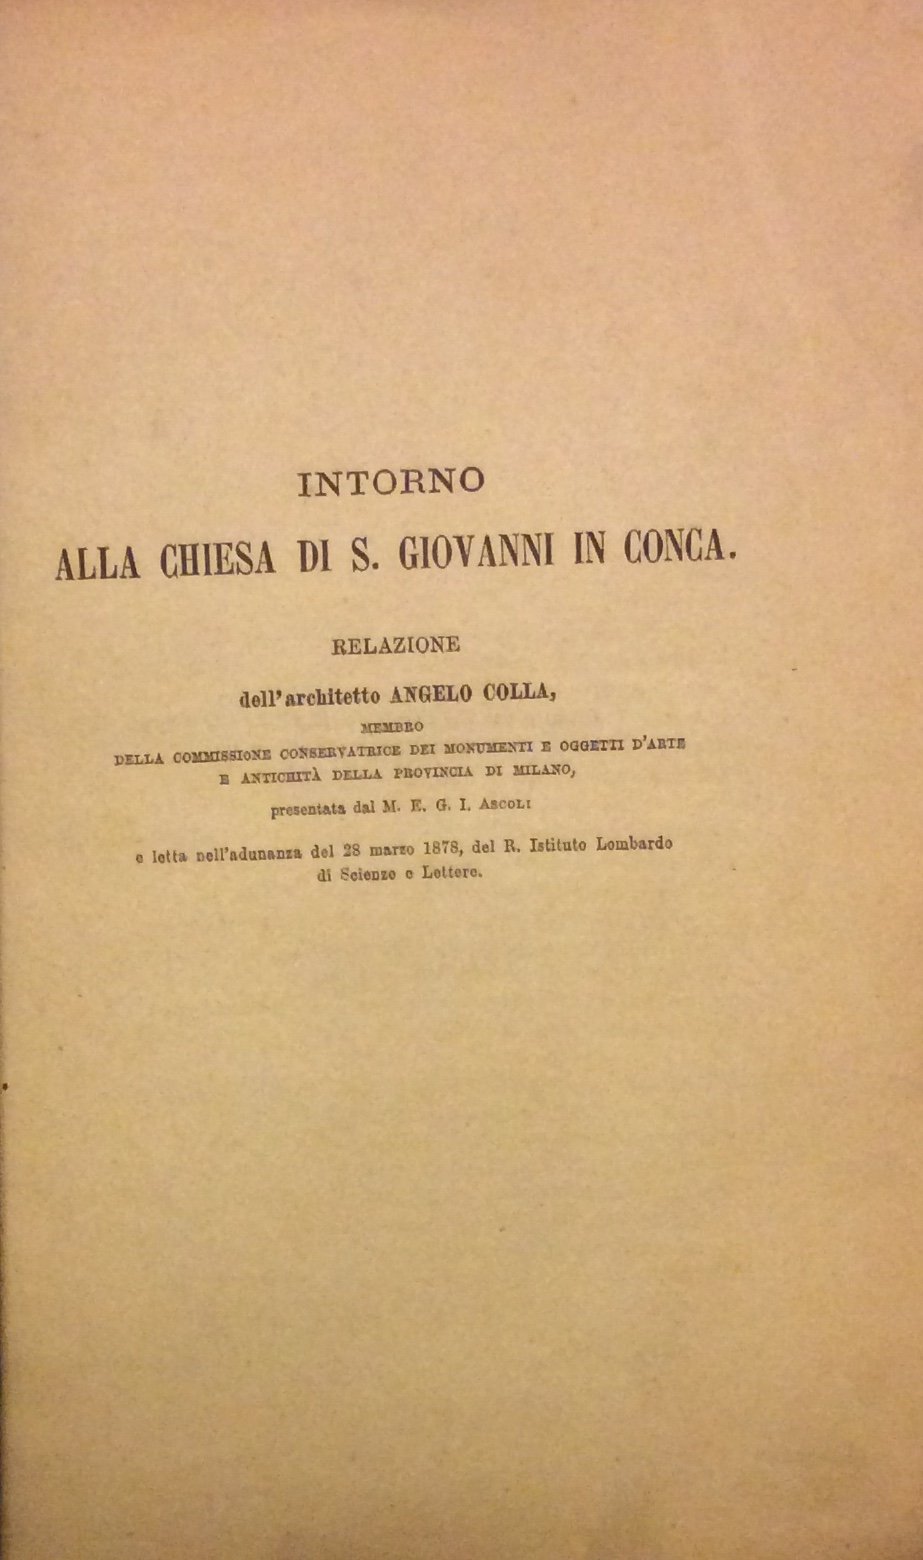 INTORNO
ALLA CHIESA DI S. GIOVANNI IN CONCA.
RELAZIONE
dell'architetto ANGELO COLLA,
MEMBRO
DELLA COMMISSIONE CONSERVATRICE DEI MONUMENTI E OGGETTI D'ARTE
E ANTICHITÀ DELLA PROVINCIA DI MILANO,
presentata dal M. E. G. I. ASCOLI
e letta nell'adunanza del 28 marzo 1878, del R. Istituto Lombardo
di Scienze e Lettere.